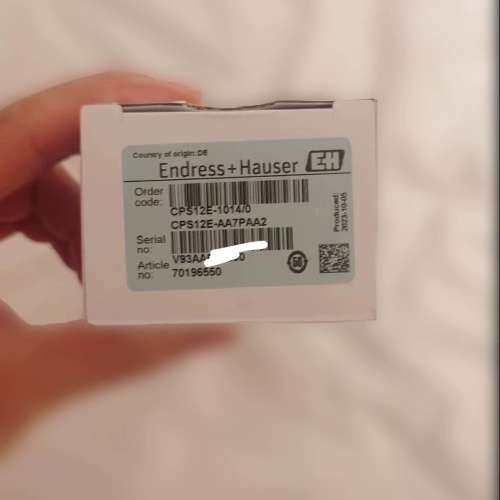 Country of origin: DE
Endress+Hauser EH
Order code: CPS12E-1014/0
CPS12E-AA7PAA2
Serial no: V93AA
Article no: 70196550
Produced: 2023-10-05